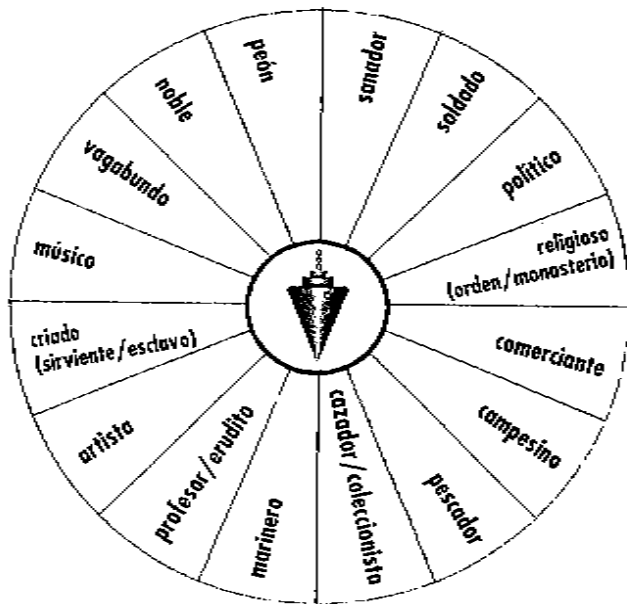 sanador
soldado
político
religioso
(orden/monasterio)
comerciante
campesino
pescador
cazador/coleccionista
marinero
profesor/erudito
artista
criado
(sirviente/esclavo)
músico
vagabundo
noble
peón